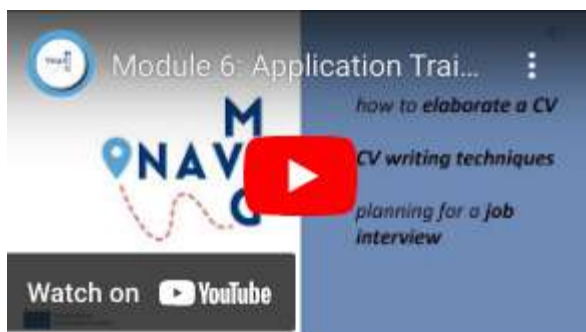 Module 6: Application Trai...
how to elaborate a CV
M
NAV
G
CV writing techniques
planning for a job
interview
Watch on YouTube